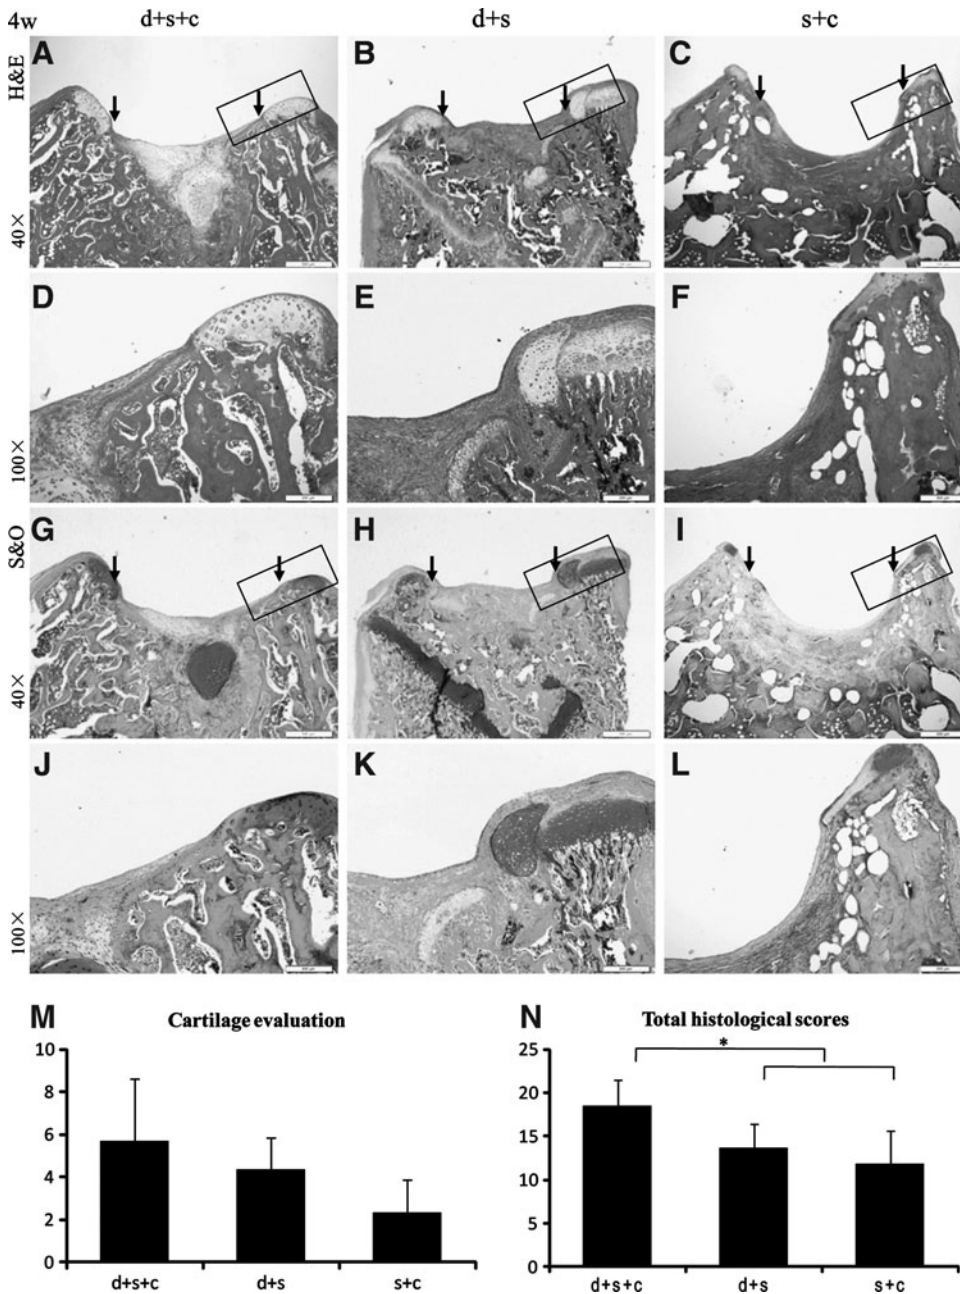 4w d+s+c d+s s+c
H&E
A B C
40×
D E F
100×
S&O
G H I
40×
J K L
100×
M Cartilage evaluation
10
8
6
4
2
0
d+s+c d+s s+c
N Total histological scores
*
25
20
15
10
5
0
d+s+c d+s s+c